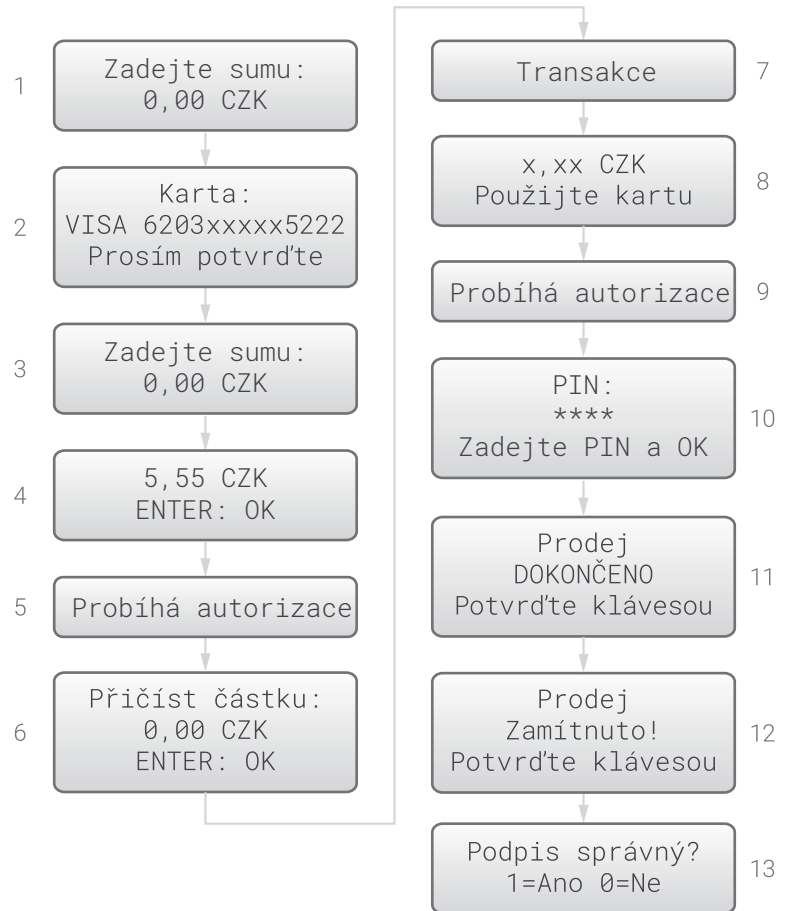 1
Zadejte sumu:
0,00 CZK
2
Karta:
VISA 6203xxxxx5222
Prosím potvrďte
3
Zadejte sumu:
0,00 CZK
4
5,55 CZK
ENTER: OK
5
Probíhá autorizace
6
Přičíst částku:
0,00 CZK
ENTER: OK
Transakce
7
x,xx CZK
Použijte kartu
8
Probíhá autorizace
9
PIN:
****
Zadejte PIN a OK
10
Prodej
DOKONČENO
Potvrďte klávesou
11
Prodej
Zamítnuto!
Potvrďte klávesou
12
Podpis správný?
1=Ano 0=Ne
13